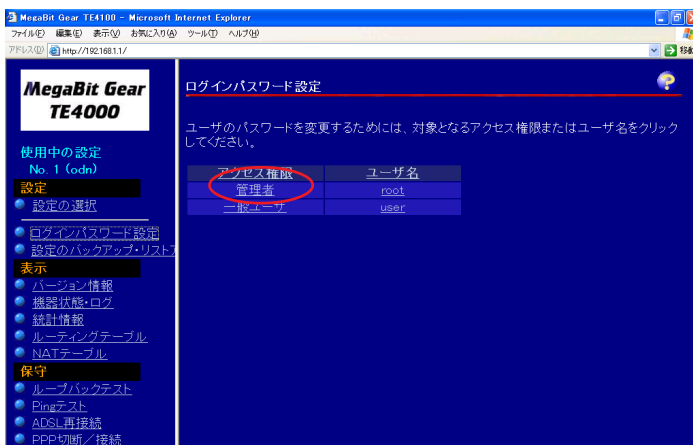 MegaBit Gear TE4100 - Microsoft Internet Explorer
ファイル(F) 編集(E) 表示(V) お気に入り(A) ツール(T) ヘルプ(H)
アドレス(D) http://192.168.1.1/ 移動
MegaBit Gear
TE4000
使用中の設定
No. 1 (odn)
設定
設定の選択
ログインパスワード設定
設定のバックアップ・リストア
表示
バージョン情報
機器状態・ログ
統計情報
ルーティングテーブル
NATテーブル
保守
ループバックテスト
Pingテスト
ADSL再接続
PPP切断/接続
ログインパスワード設定
ユーザのパスワードを変更するためには、対象となるアクセス権限またはユーザ名をクリック
してください。
アクセス権限 ユーザ名
管理者 root
一般ユーザ user